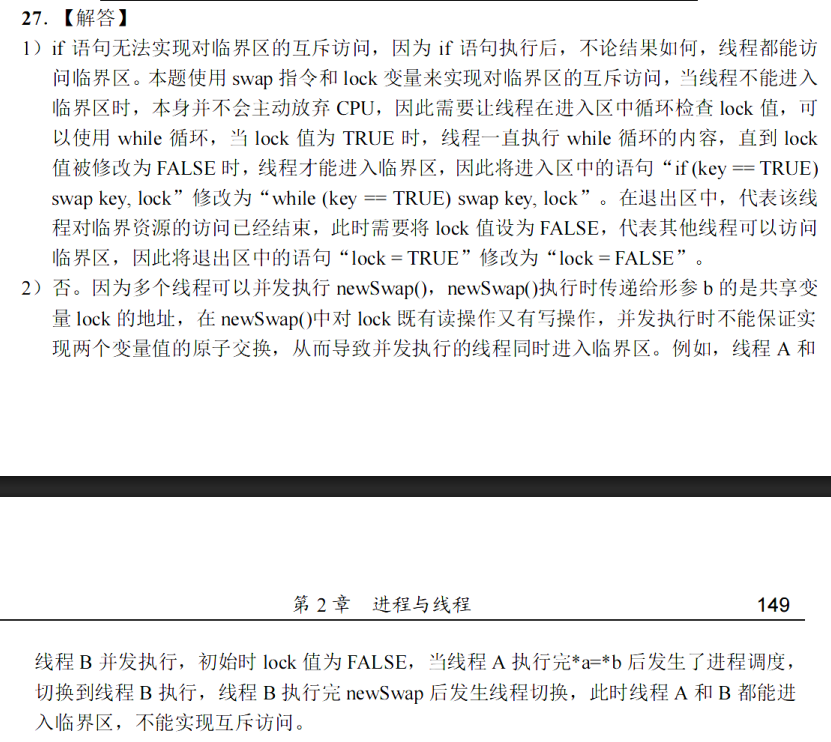 27．【解答】
1）if 语句无法实现对临界区的互斥访问，因为 if 语句执行后，不论结果如何，线程都能访
问临界区。本题使用 swap 指令和 lock 变量来实现对临界区的互斥访问，当线程不能进入
临界区时，本身并不会主动放弃 CPU，因此需要让线程在进入区中循环检查 lock 值，可
以使用 while 循环，当 lock 值为 TRUE 时，线程一直执行 while 循环的内容，直到 lock
值被修改为 FALSE 时，线程才能进入临界区，因此将进入区中的语句“if (key == TRUE)
swap key, lock”修改为“while (key == TRUE) swap key, lock”。在退出区中，代表该线
程对临界资源的访问已经结束，此时需要将 lock 值设为 FALSE，代表其他线程可以访问
临界区，因此将退出区中的语句“lock = TRUE”修改为“lock = FALSE”。
2）否。因为多个线程可以并发执行 newSwap()，newSwap()执行时传递给形参 b 的是共享变
量 lock 的地址，在 newSwap()中对 lock 既有读操作又有写操作，并发执行时不能保证实
现两个变量值的原子交换，从而导致并发执行的线程同时进入临界区。例如，线程 A 和
第 2 章 进程与线程 149
线程 B 并发执行，初始时 lock 值为 FALSE，当线程 A 执行完*a=*b 后发生了进程调度，
切换到线程 B 执行，线程 B 执行完 newSwap 后发生线程切换，此时线程 A 和 B 都能进
入临界区，不能实现互斥访问。